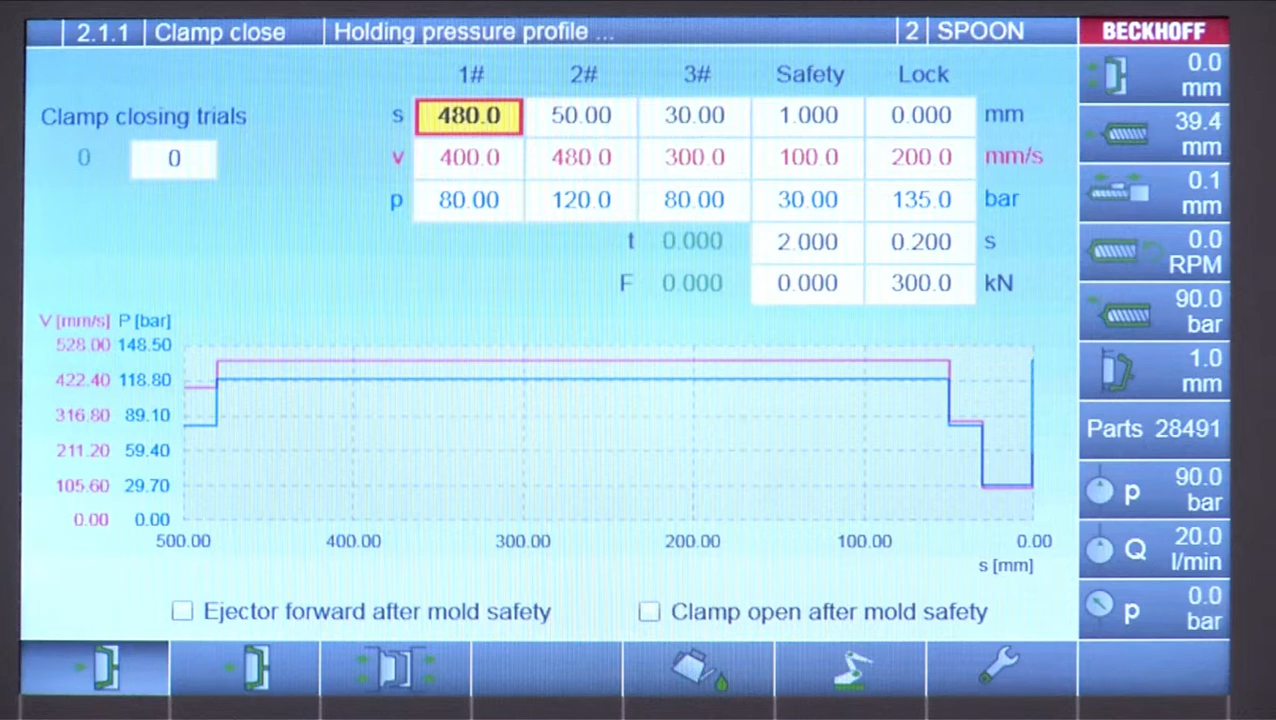 2.1.1 Clamp close Holding pressure profile ... 2 SPOON BECKHOFF
1# 2# 3# Safety Lock
Clamp closing trials
0 0
s 480.0 50.00 30.00 1.000 0.000 mm
v 400.0 480.0 300.0 100.0 200.0 mm/s
p 80.00 120.0 80.00 30.00 135.0 bar
t 0.000 2.000 0.200 s
F 0.000 0.000 300.0 kN
V [mm/s] P [bar]
528.00 148.50
422.40 118.80
316.80 89.10
211.20 59.40
105.60 29.70
0.00 0.00
500.00 400.00 300.00 200.00 100.00 0.00
s [mm]
Ejector forward after mold safety Clamp open after mold safety
0.0
mm
39.4
mm
0.1
mm
0.0
RPM
90.0
bar
1.0
mm
Parts 28491
p 90.0
bar
Q 20.0
l/min
p 0.0
bar